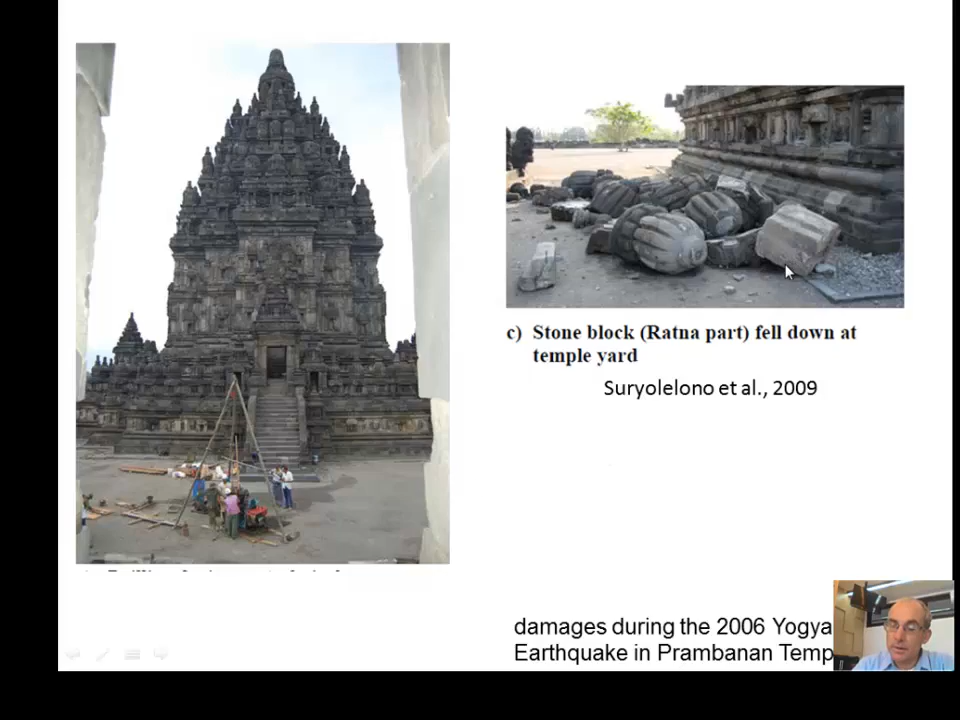 c) Stone block (Ratna part) fell down at
temple yard
Suryolelono et al., 2009
damages during the 2006 Yogya
Earthquake in Prambanan Temp